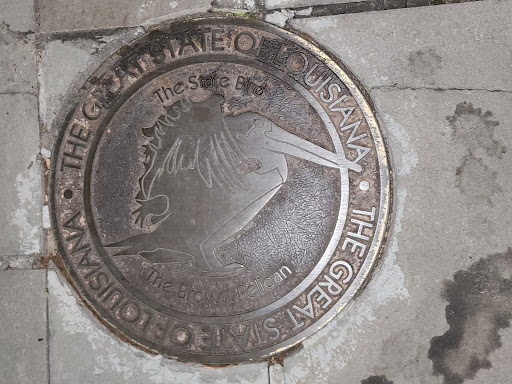 THE GREAT STATE OF LOUISIANA • THE GREAT STATE OF LOUISIANA •
The State Bird
The Brown Pelican